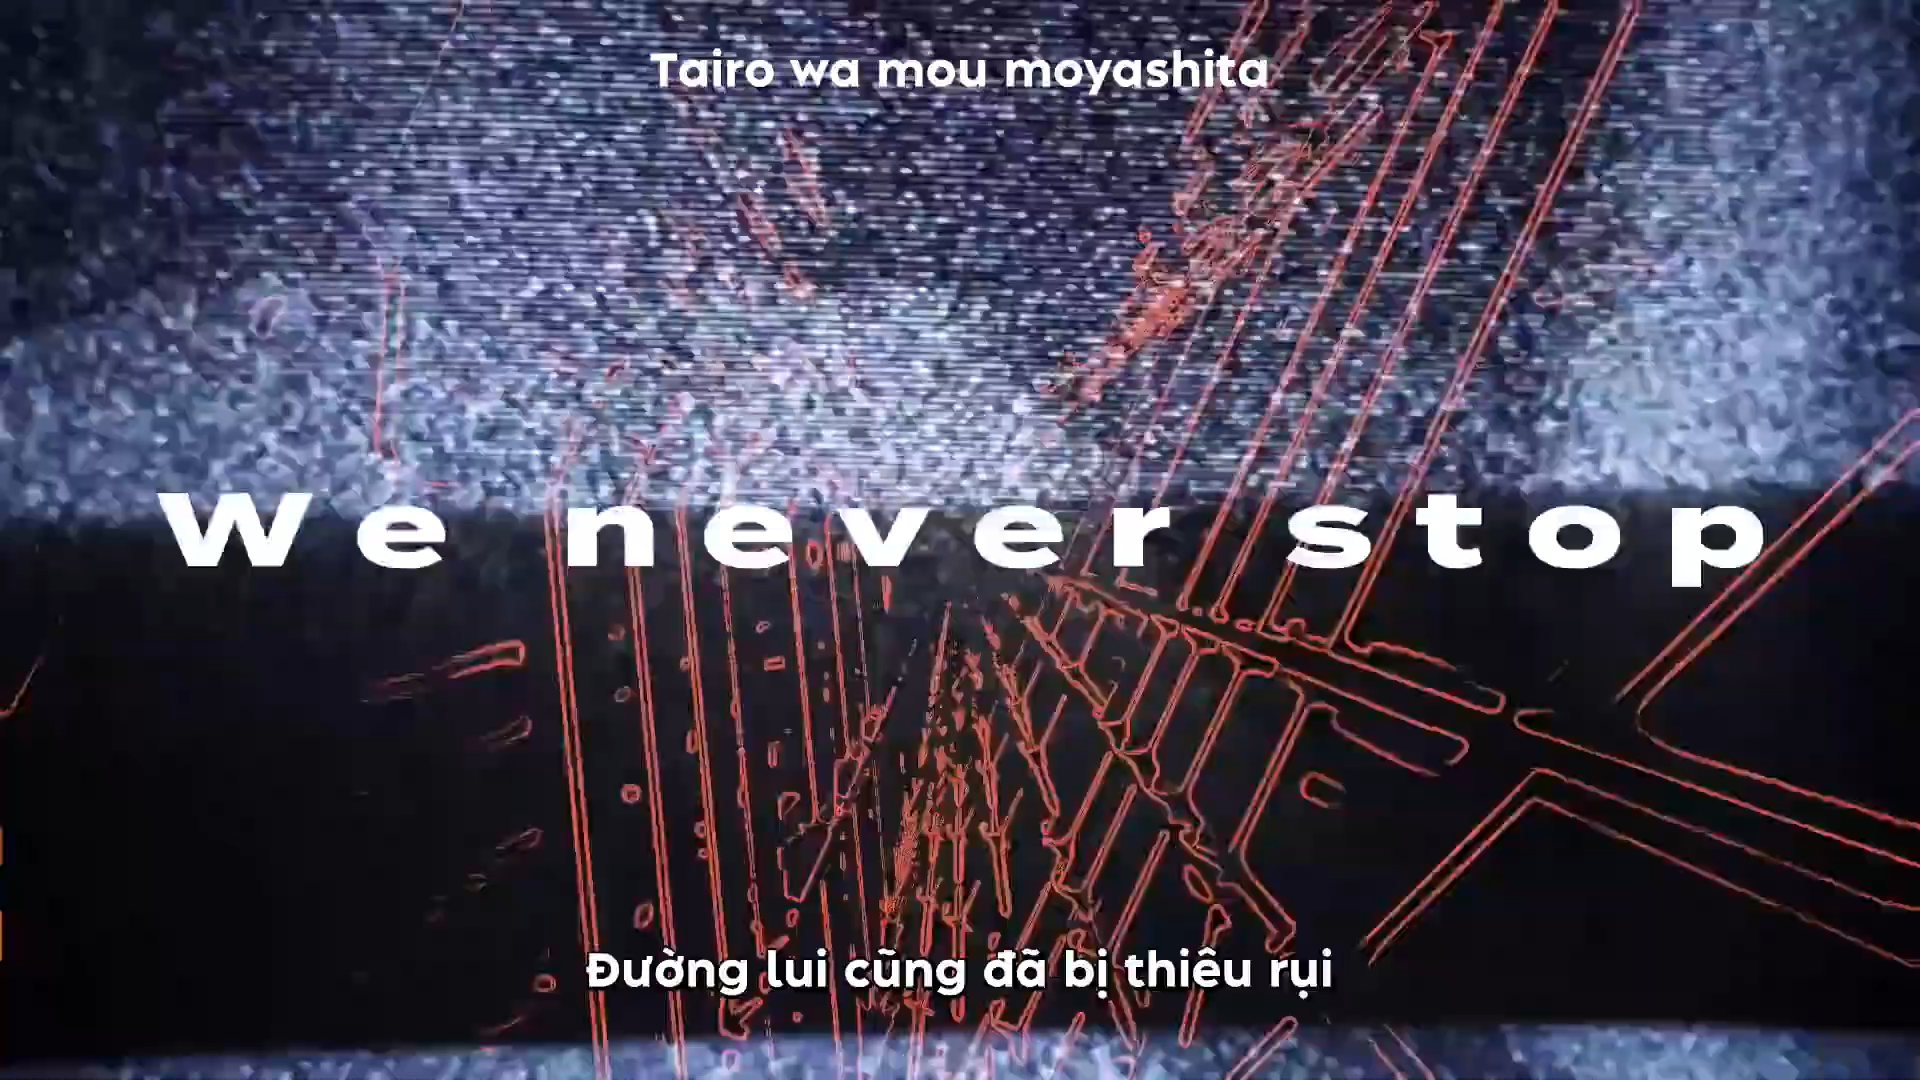 Tairo wa mou moyashita
We never stop
Đường lui cũng đã bị thiêu rụi